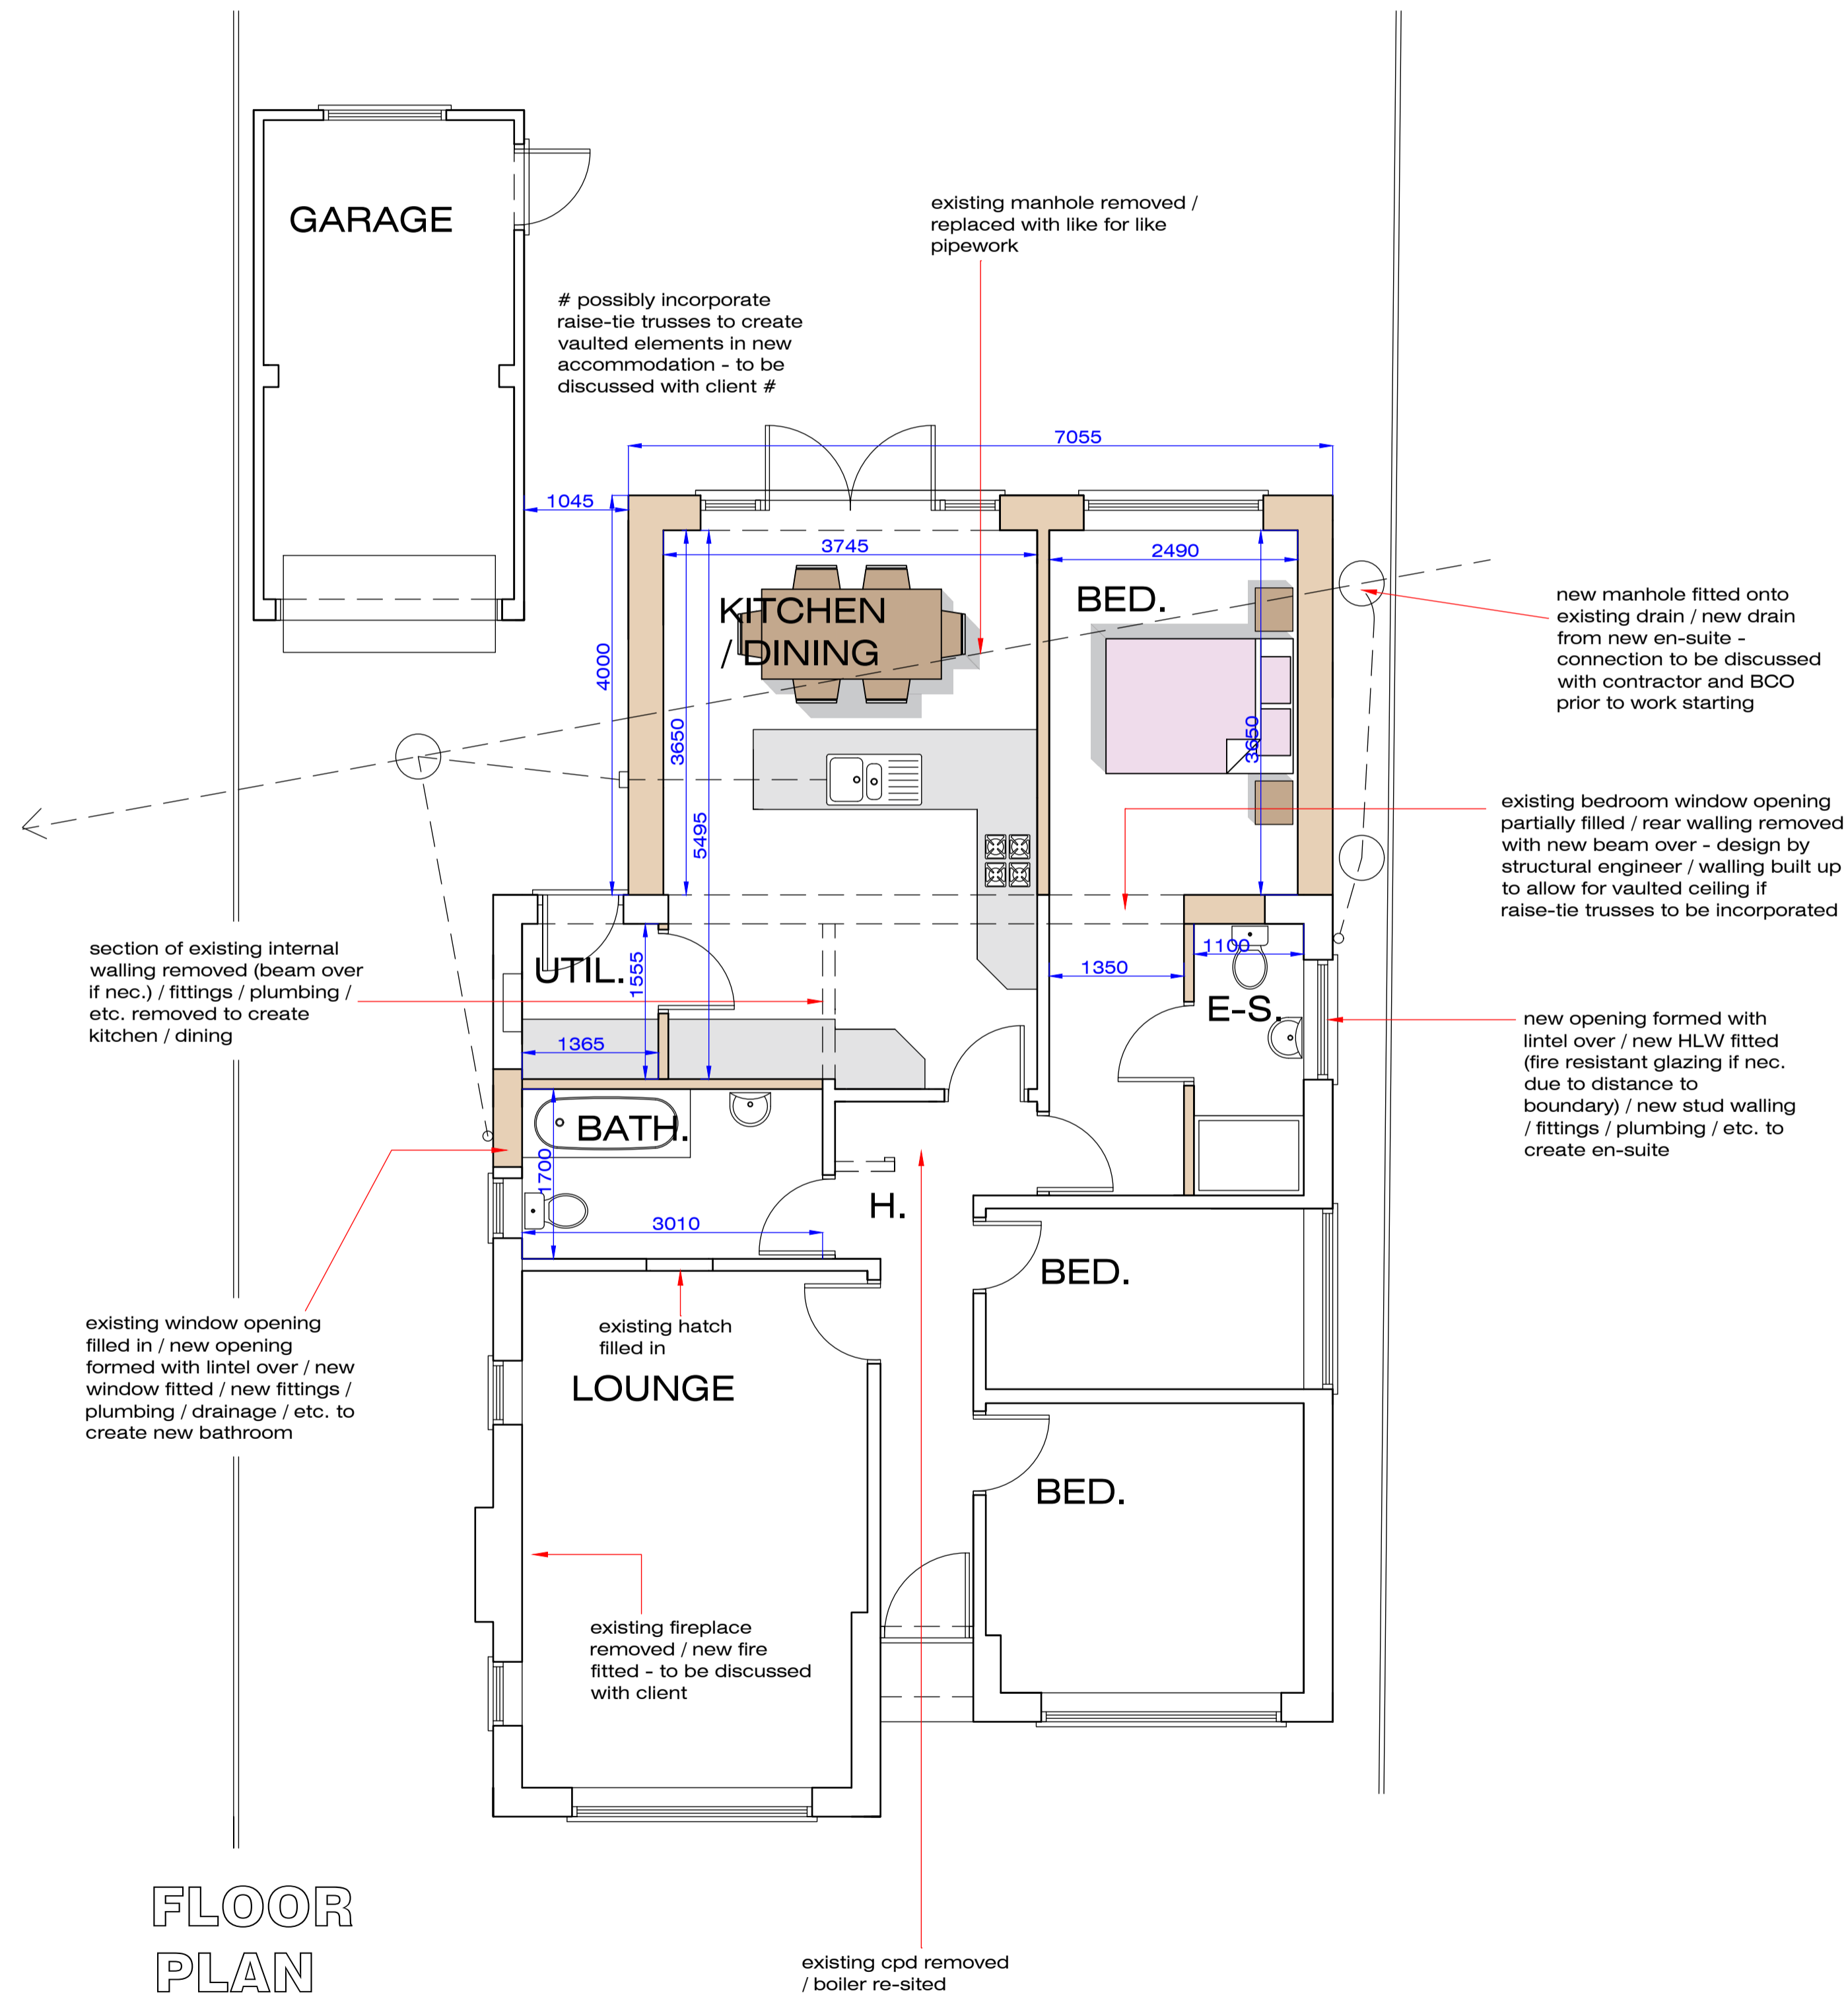 GARAGE
existing manhole removed /
replaced with like for like
pipework
# possibly incorporate
raise-tie trusses to create
vaulted elements in new
accommodation - to be
discussed with client #
7055
1045
3745
2490
KITCHEN
/ DINING
BED.
4000
3650
5495
3650
new manhole fitted onto
existing drain / new drain
from new en-suite -
connection to be discussed
with contractor and BCO
prior to work starting
existing bedroom window opening
partially filled / rear walling removed
with new beam over - design by
structural engineer / walling built up
to allow for vaulted ceiling if
raise-tie trusses to be incorporated
section of existing internal
walling removed (beam over
if nec.) / fittings / plumbing /
etc. removed to create
kitchen / dining
UTIL.
1555
1365
1350
1100
E-S.
new opening formed with
lintel over / new HLW fitted
(fire resistant glazing if nec.
due to distance to
boundary) / new stud walling
/ fittings / plumbing / etc. to
create en-suite
BATH.
1700
3010
H.
BED.
existing window opening
filled in / new opening
formed with lintel over / new
window fitted / new fittings /
plumbing / drainage / etc. to
create new bathroom
existing hatch
filled in
LOUNGE
BED.
existing fireplace
removed / new fire
fitted - to be discussed
with client
FLOOR
PLAN
existing cpd removed
/ boiler re-sited